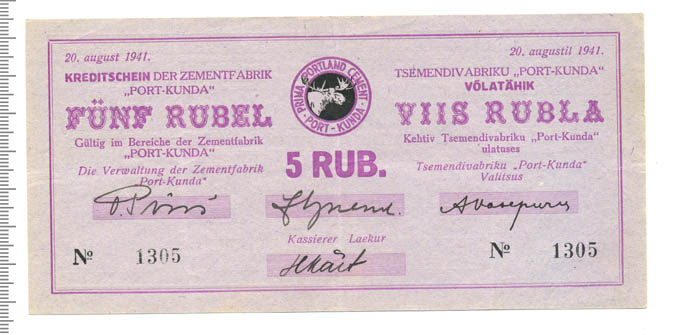 20. august 1941.
KREDITSCHEIN DER ZEMENTFABRIK
„PORT-KUNDA"
FÜNF RUBEL
Gültig im Bereiche der Zementfabrik
„PORT-KUNDA"
Die Verwaltung der Zementfabrik
„Port-Kunda"
№ 1305
PRIMA PORTLAND CEMENT
PORT-KUNDA
5 RUB.
Kassierer Laekur
20. augustil 1941.
TSEMENDIVABRIKU „PORT-KUNDA"
VÕLATÄHIK
VIIS RUBLA
Kehtiv Tsemendivabriku „Port-Kunda"
ulatuses
Tsemendivabriku „Port-Kunda"
Valitsus
№ 1305